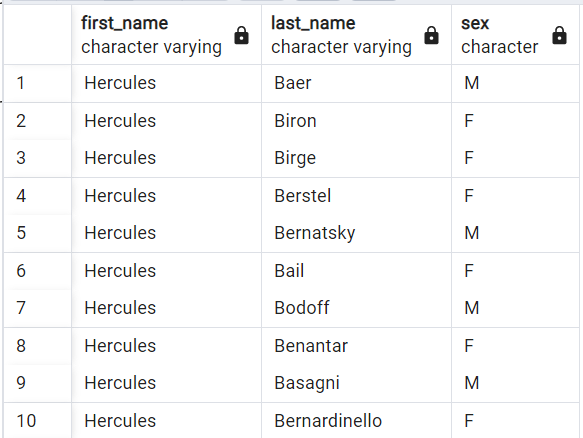 first_name last_name sex
character varying character varying character
1 Hercules Baer M
2 Hercules Biron F
3 Hercules Birge F
4 Hercules Berstel F
5 Hercules Bernatsky M
6 Hercules Bail F
7 Hercules Bodoff M
8 Hercules Benantar F
9 Hercules Basagni M
10 Hercules Bernardinello F